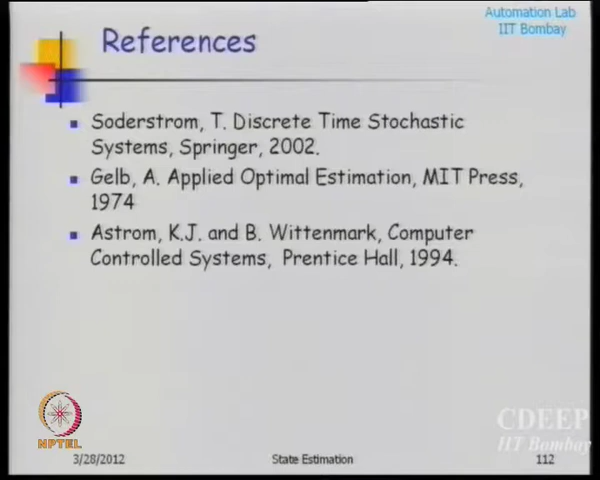 Automation Lab
IIT Bombay
References
Soderstrom, T. Discrete Time Stochastic
Systems, Springer, 2002.
Gelb, A. Applied Optimal Estimation, MIT Press,
1974
Astrom, K.J. and B. Wittenmark, Computer
Controlled Systems, Prentice Hall, 1994.
NPTEL
CDEEP
IIT Bombay
3/28/2012
State Estimation
112